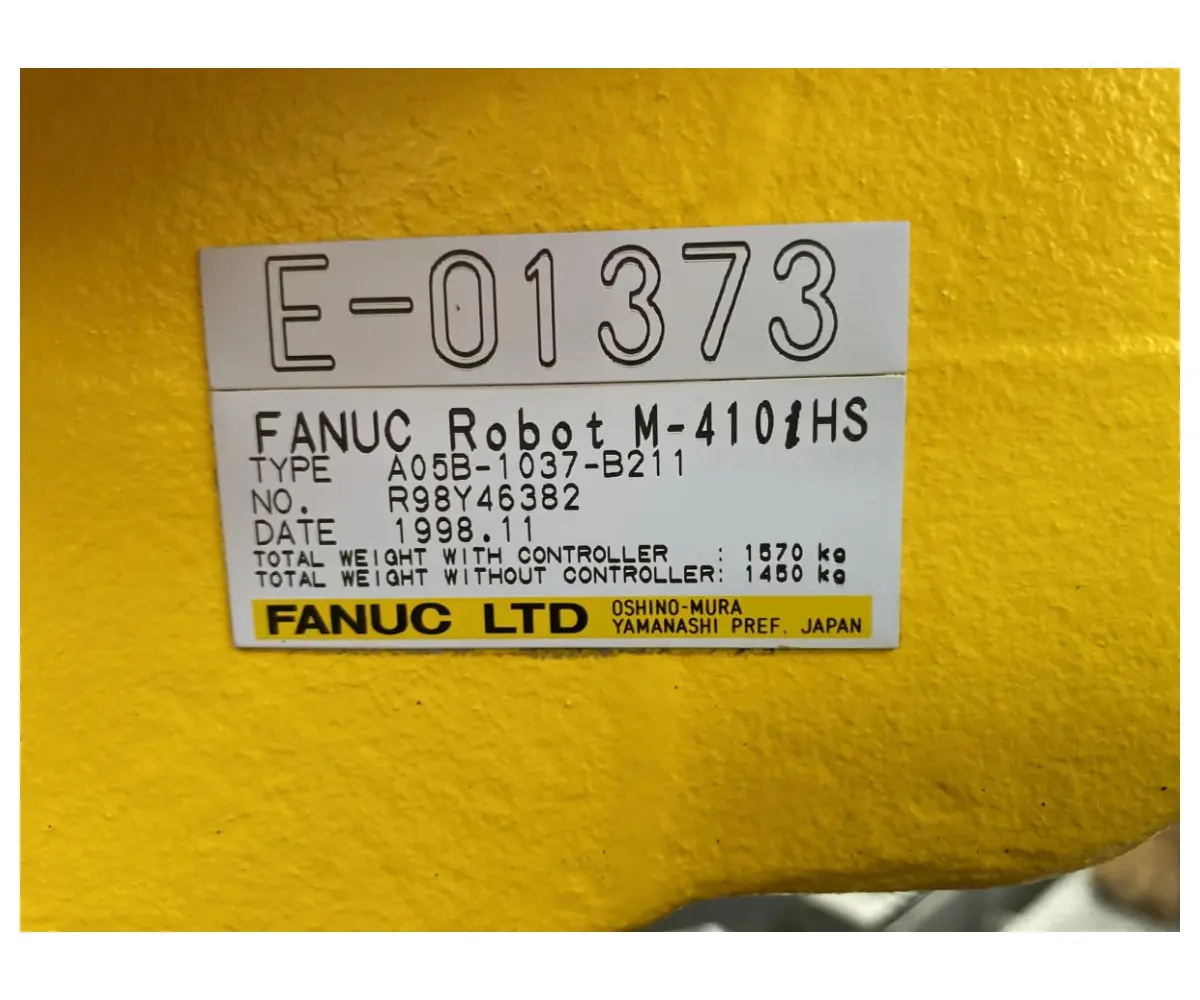 E-01373
FANUC Robot M-410iHS
TYPE A05B-1037-B211
NO. R98Y46382
DATE 1998.11
TOTAL WEIGHT WITH CONTROLLER : 1570 kg
TOTAL WEIGHT WITHOUT CONTROLLER: 1450 kg
FANUC LTD OSHINO-MURA
YAMANASHI PREF. JAPAN